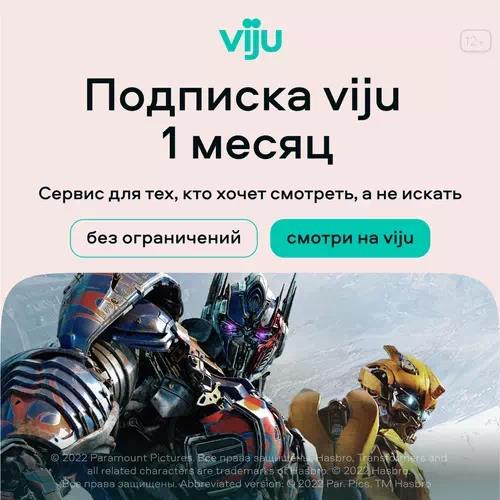 viju
12+
Подписка viju
1 месяц
Сервис для тех, кто хочет смотреть, а не искать
без ограничений
смотри на viju
© 2022 Paramount Pictures. Все права защищены. Hasbro, Transformers and
all related characters are trademarks of Hasbro. © 2022 Hasbro.
Все права защищены. Abbreviated version: © 2022 Par. Pics. TM Hasbro